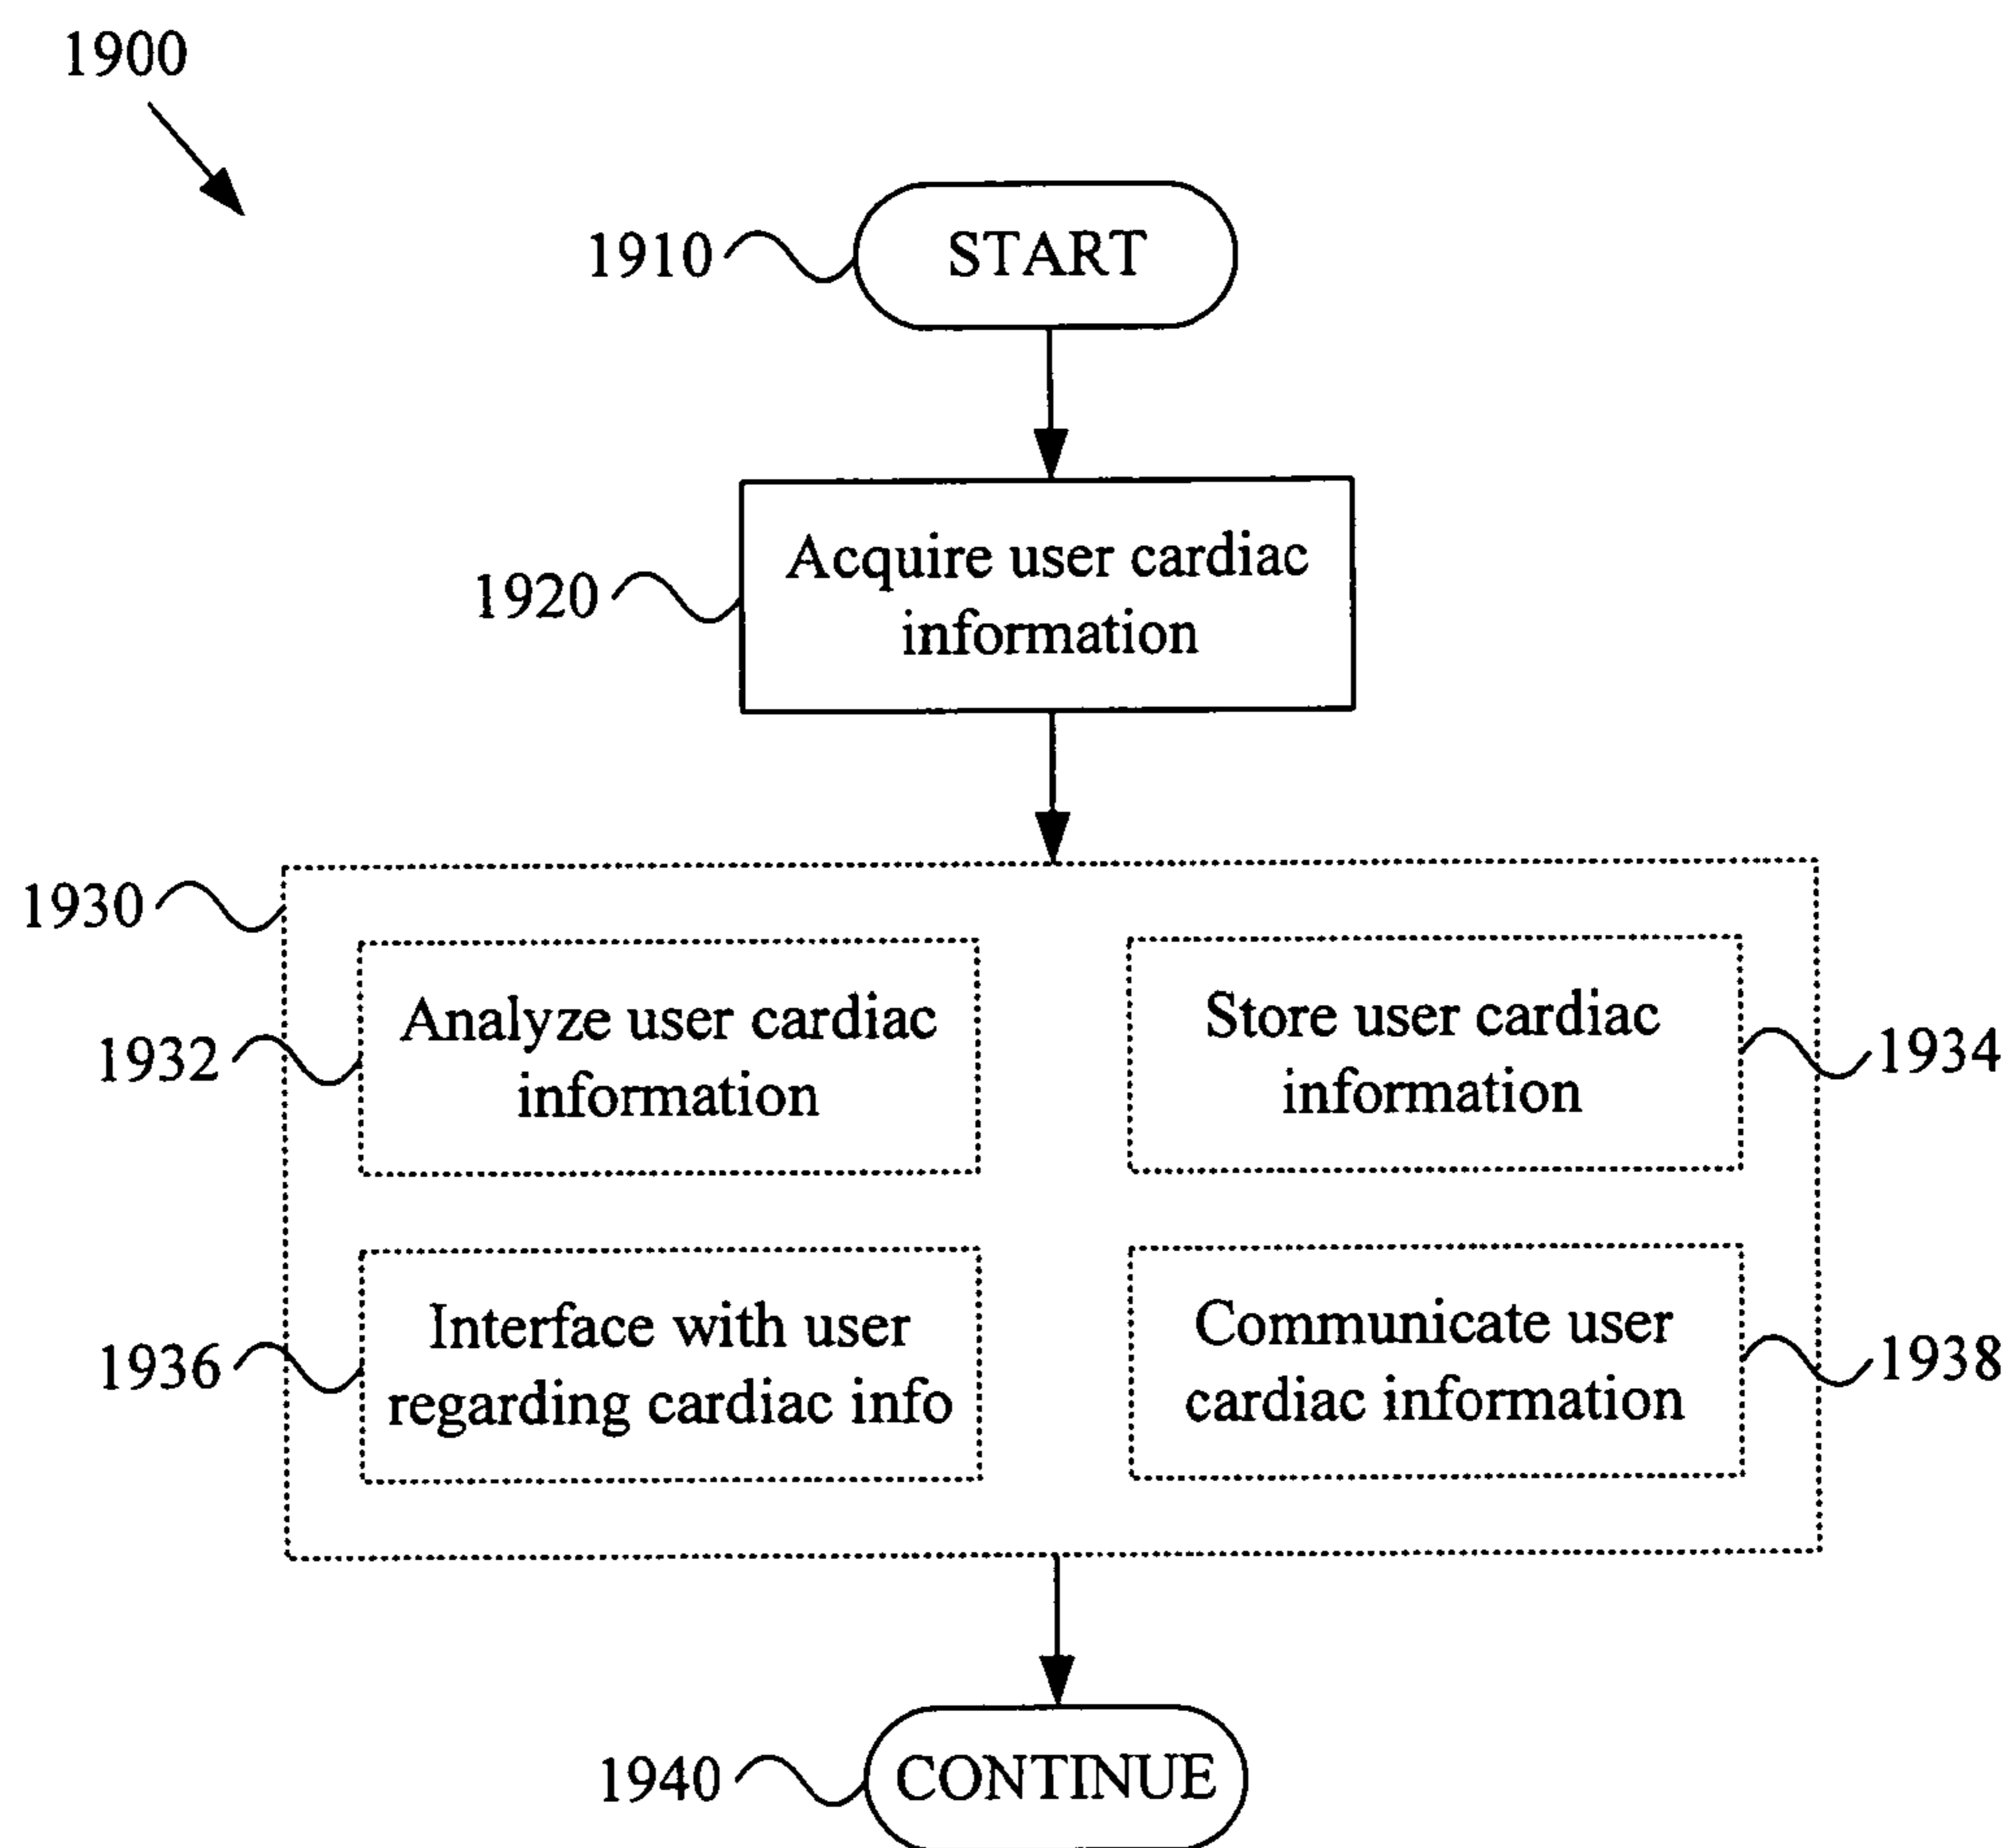 1900
1910
START
1920
Acquire user cardiac
information
1930
1932
Analyze user cardiac
information
Store user cardiac
information
1934
1936
Interface with user
regarding cardiac info
Communicate user
cardiac information
1938
1940
CONTINUE